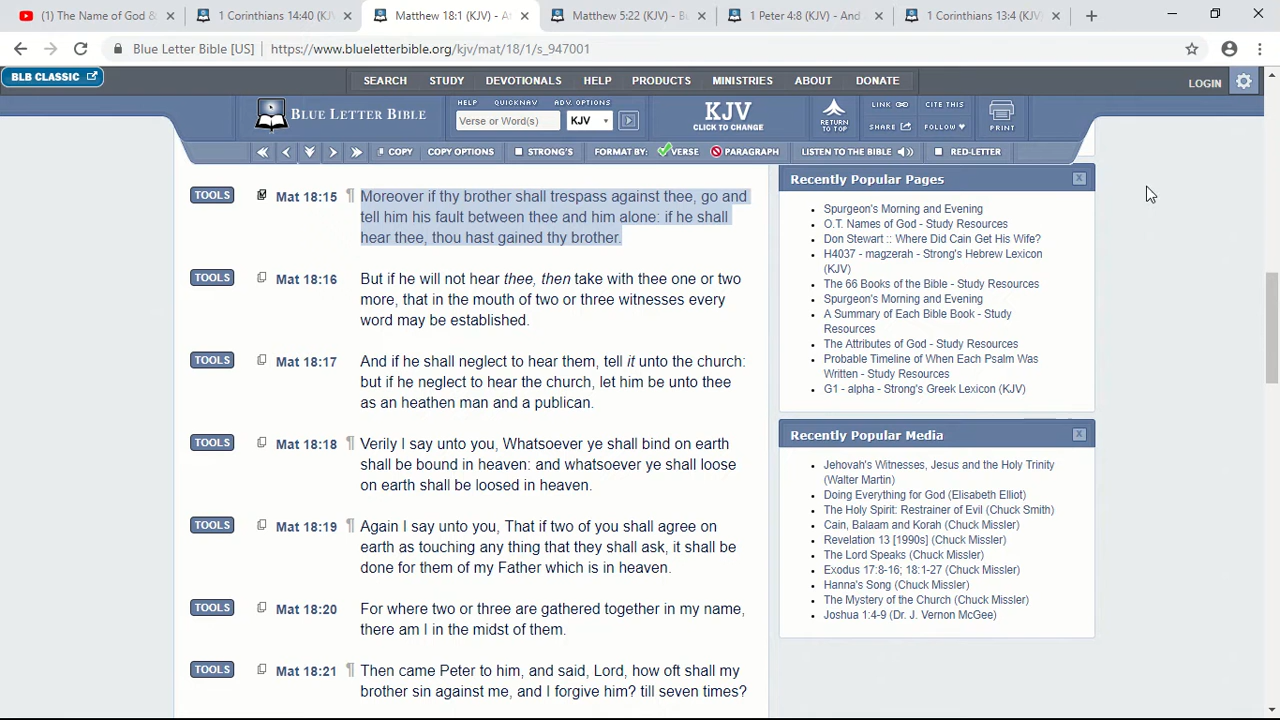 (1) The Name of God &
1 Corinthians 14:40 (KJV) -
Matthew 18:1 (KJV) - A
Matthew 5:22 (KJV) - B
1 Peter 4:8 (KJV) - And
1 Corinthians 13:4 (KJV) -
Blue Letter Bible [US] https://www.blueletterbible.org/kjv/mat/18/1/s_947001
BLB CLASSIC
SEARCH STUDY DEVOTIONALS HELP PRODUCTS MINISTRIES ABOUT DONATE
LOGIN
BLUE LETTER BIBLE
HELP QUICKNAV ADV. OPTIONS
Verse or Word(s)
KJV
KJV
CLICK TO CHANGE
RETURN
TO TOP
LINK CITE THIS
SHARE FOLLOW
PRINT
COPY COPY OPTIONS STRONG'S FORMAT BY: VERSE PARAGRAPH LISTEN TO THE BIBLE RED-LETTER
TOOLS Mat 18:15 ¶ Moreover if thy brother shall trespass against thee, go and
tell him his fault between thee and him alone: if he shall
hear thee, thou hast gained thy brother.
TOOLS Mat 18:16 But if he will not hear thee, then take with thee one or two
more, that in the mouth of two or three witnesses every
word may be established.
TOOLS Mat 18:17 And if he shall neglect to hear them, tell it unto the church:
but if he neglect to hear the church, let him be unto thee
as an heathen man and a publican.
TOOLS Mat 18:18 ¶ Verily I say unto you, Whatsoever ye shall bind on earth
shall be bound in heaven: and whatsoever ye shall loose
on earth shall be loosed in heaven.
TOOLS Mat 18:19 ¶ Again I say unto you, That if two of you shall agree on
earth as touching any thing that they shall ask, it shall be
done for them of my Father which is in heaven.
TOOLS Mat 18:20 For where two or three are gathered together in my name,
there am I in the midst of them.
TOOLS Mat 18:21 ¶ Then came Peter to him, and said, Lord, how oft shall my
brother sin against me, and I forgive him? till seven times?
Recently Popular Pages
Spurgeon's Morning and Evening
O.T. Names of God - Study Resources
Don Stewart :: Where Did Cain Get His Wife?
H4037 - magzerah - Strong's Hebrew Lexicon
(KJV)
The 66 Books of the Bible - Study Resources
Spurgeon's Morning and Evening
A Summary of Each Bible Book - Study
Resources
The Attributes of God - Study Resources
Probable Timeline of When Each Psalm Was
Written - Study Resources
G1 - alpha - Strong's Greek Lexicon (KJV)
Recently Popular Media
Jehovah's Witnesses, Jesus and the Holy Trinity
(Walter Martin)
Doing Everything for God (Elisabeth Elliot)
The Holy Spirit: Restrainer of Evil (Chuck Smith)
Cain, Balaam and Korah (Chuck Missler)
Revelation 13 [1990s] (Chuck Missler)
The Lord Speaks (Chuck Missler)
Exodus 17:8-16; 18:1-27 (Chuck Missler)
Hanna's Song (Chuck Missler)
The Mystery of the Church (Chuck Missler)
Joshua 1:4-9 (Dr. J. Vernon McGee)